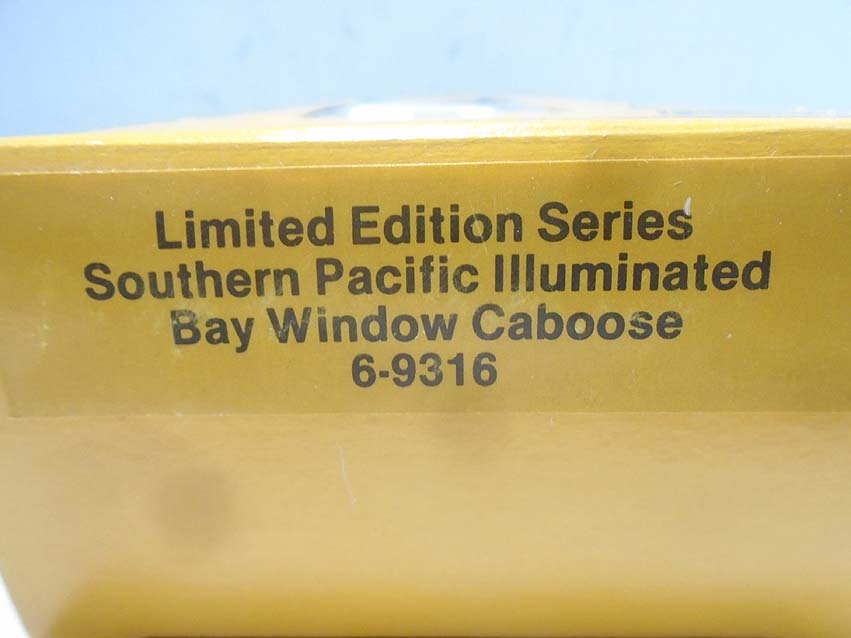 Limited Edition Series
Southern Pacific Illuminated
Bay Window Caboose
6-9316